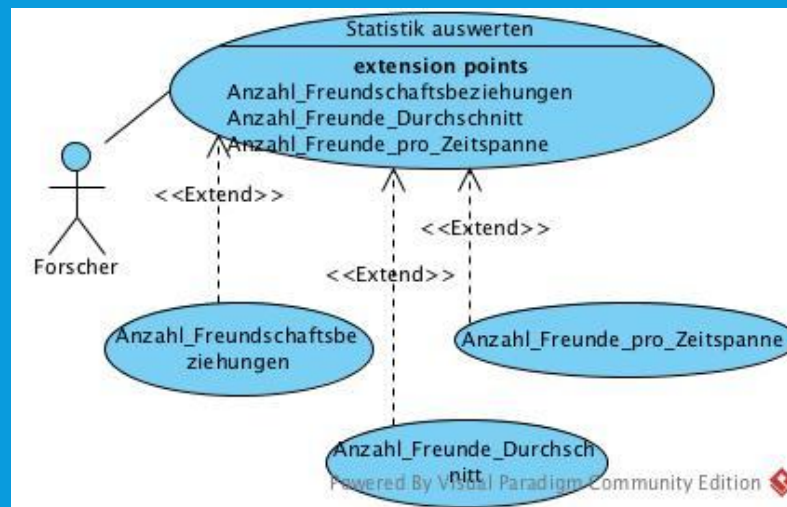 Statistik auswerten
extension points
Anzahl_Freundschaftsbeziehungen
Anzahl_Freunde_Durchschnitt
Anzahl_Freunde_pro_Zeitspanne
<<Extend>>
<<Extend>>
<<Extend>>
Forscher
Anzahl_Freundschaftsbe
ziehungen
Anzahl_Freunde_pro_Zeitspanne
Anzahl_Freunde_Durchsch
nitt
Powered By Visual Paradigm Community Edition